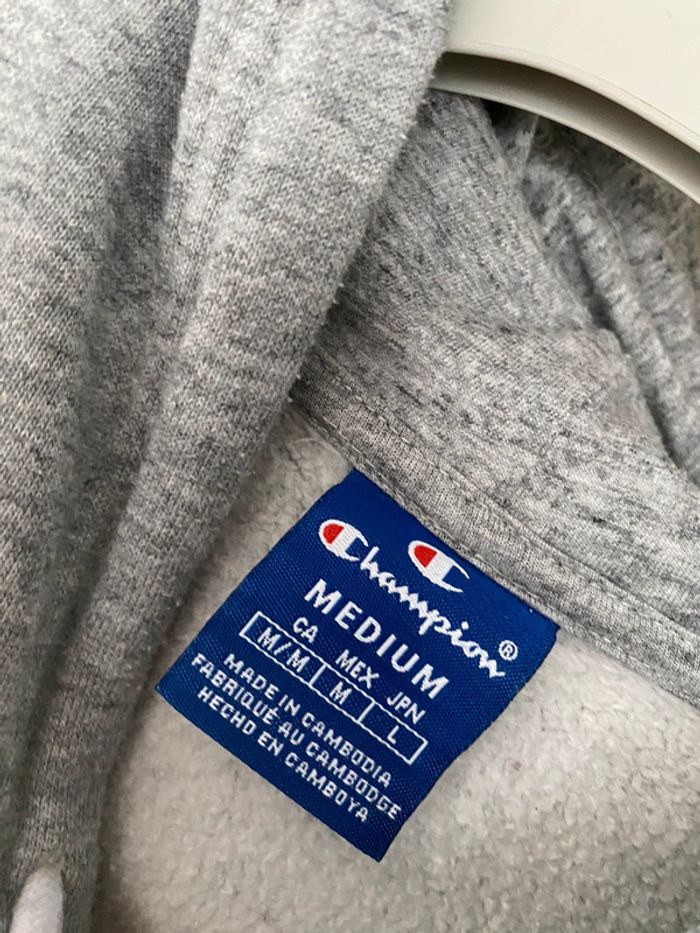 Champion®
MEDIUM
CA MEX JPN
M/M M L
MADE IN CAMBODIA
FABRIQUÉ AU CAMBODGE
HECHO EN CAMBOYA